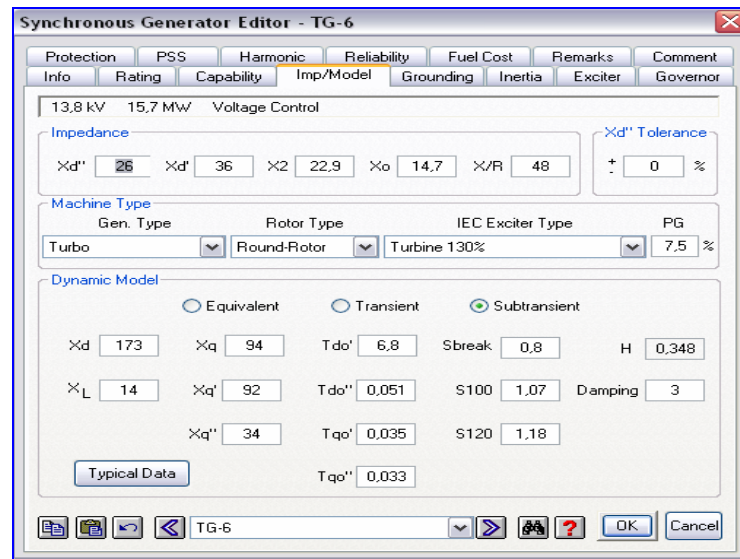 Synchronous Generator Editor - TG-6
Protection PSS Harmonic Reliability Fuel Cost Remarks Comment
Info Rating Capability Imp/Model Grounding Inertia Exciter Governor
13,8 kV 15,7 MW Voltage Control
Impedance Xd" Tolerance
Xd" 26 Xd' 36 X2 22,9 Xo 14,7 X/R 48 + - 0 %
Machine Type
Gen. Type Rotor Type IEC Exciter Type PG
Turbo Round-Rotor Turbine 130% 7,5 %
Dynamic Model
Equivalent Transient Subtransient
Xd 173 Xq 94 Tdo' 6,8 Sbreak 0,8 H 0,348
XL 14 Xq' 92 Tdo" 0,051 S100 1,07 Damping 3
Xq" 34 Tqo' 0,035 S120 1,18
Typical Data Tqo" 0,033
TG-6 ? OK Cancel